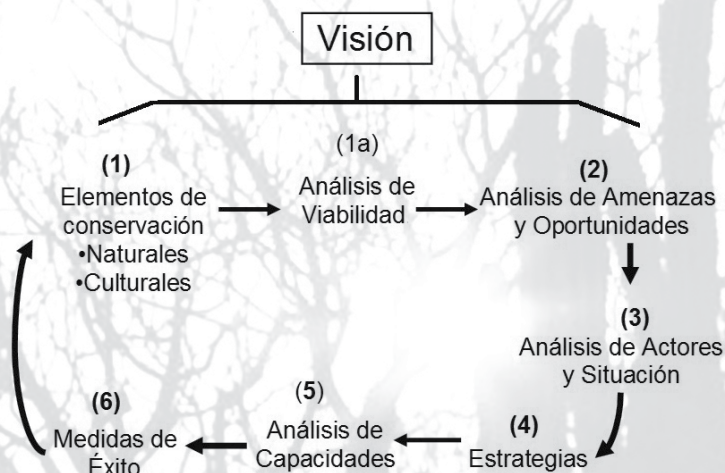 Visión
(1)
Elementos de
conservación
•Naturales
•Culturales
(1a)
Análisis de
Viabilidad
(2)
Análisis de Amenazas
y Oportunidades
(3)
Análisis de Actores
y Situación
(4)
Estrategias
(5)
Análisis de
Capacidades
(6)
Medidas de
Éxito